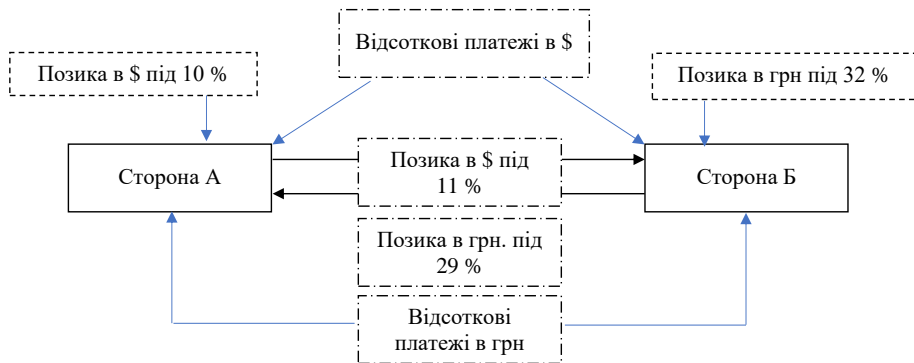 Відсоткові платежі в $
Позика в $ під 10 %
Позика в грн під 32 %
Сторона А
Позика в $ під
11 %
Сторона Б
Позика в грн. під
29 %
Відсоткові
платежі в грн